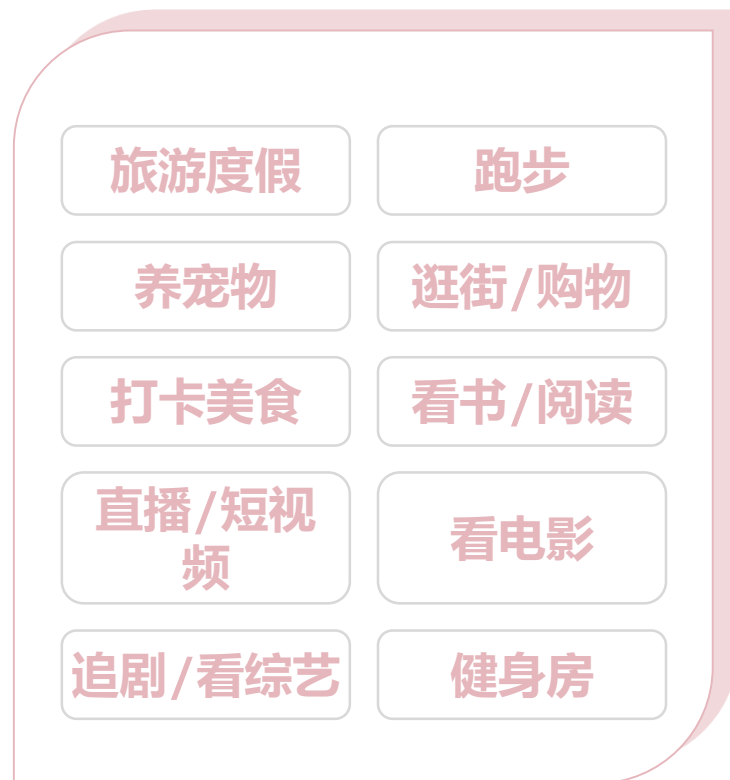 旅游度假
跑步
养宠物
逛街/购物
打卡美食
看书/阅读
直播/短视
频
看电影
追剧/看综艺
健身房